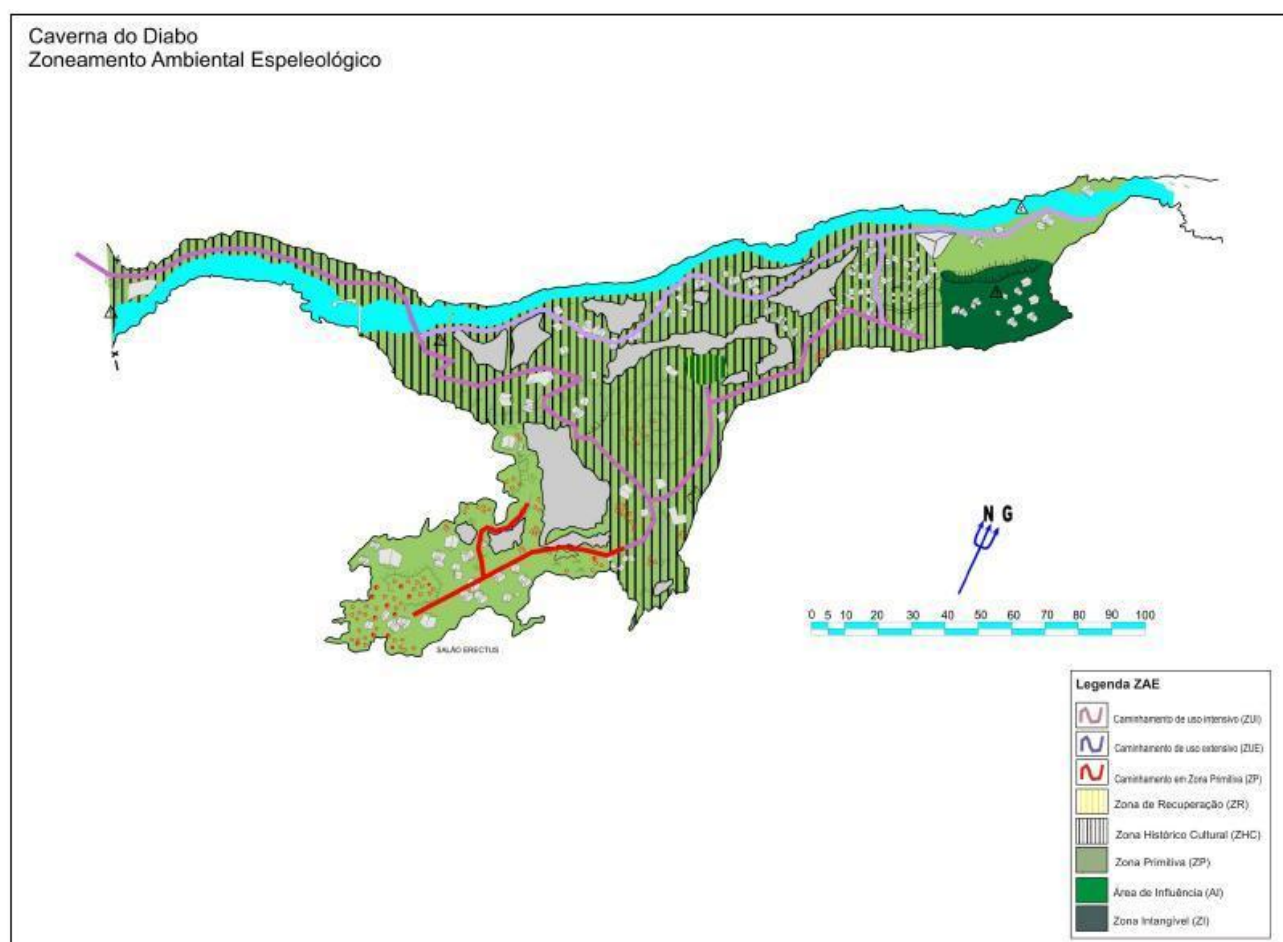 Caverna do Diabo
Zoneamento Ambiental Espeleológico
SALÃO ERECTUS
N G
0 5 10 20 30 40 50 60 70 80 90 100
Legenda ZAE
Caminhamento de uso intensivo (ZUI)
Caminhamento de uso extensivo (ZUE)
Caminhamento em Zona Primitiva (ZP)
Zona de Recuperação (ZR)
Zona Histórico Cultural (ZHC)
Zona Primitiva (ZP)
Área de Influência (AI)
Zona Intangível (ZI)